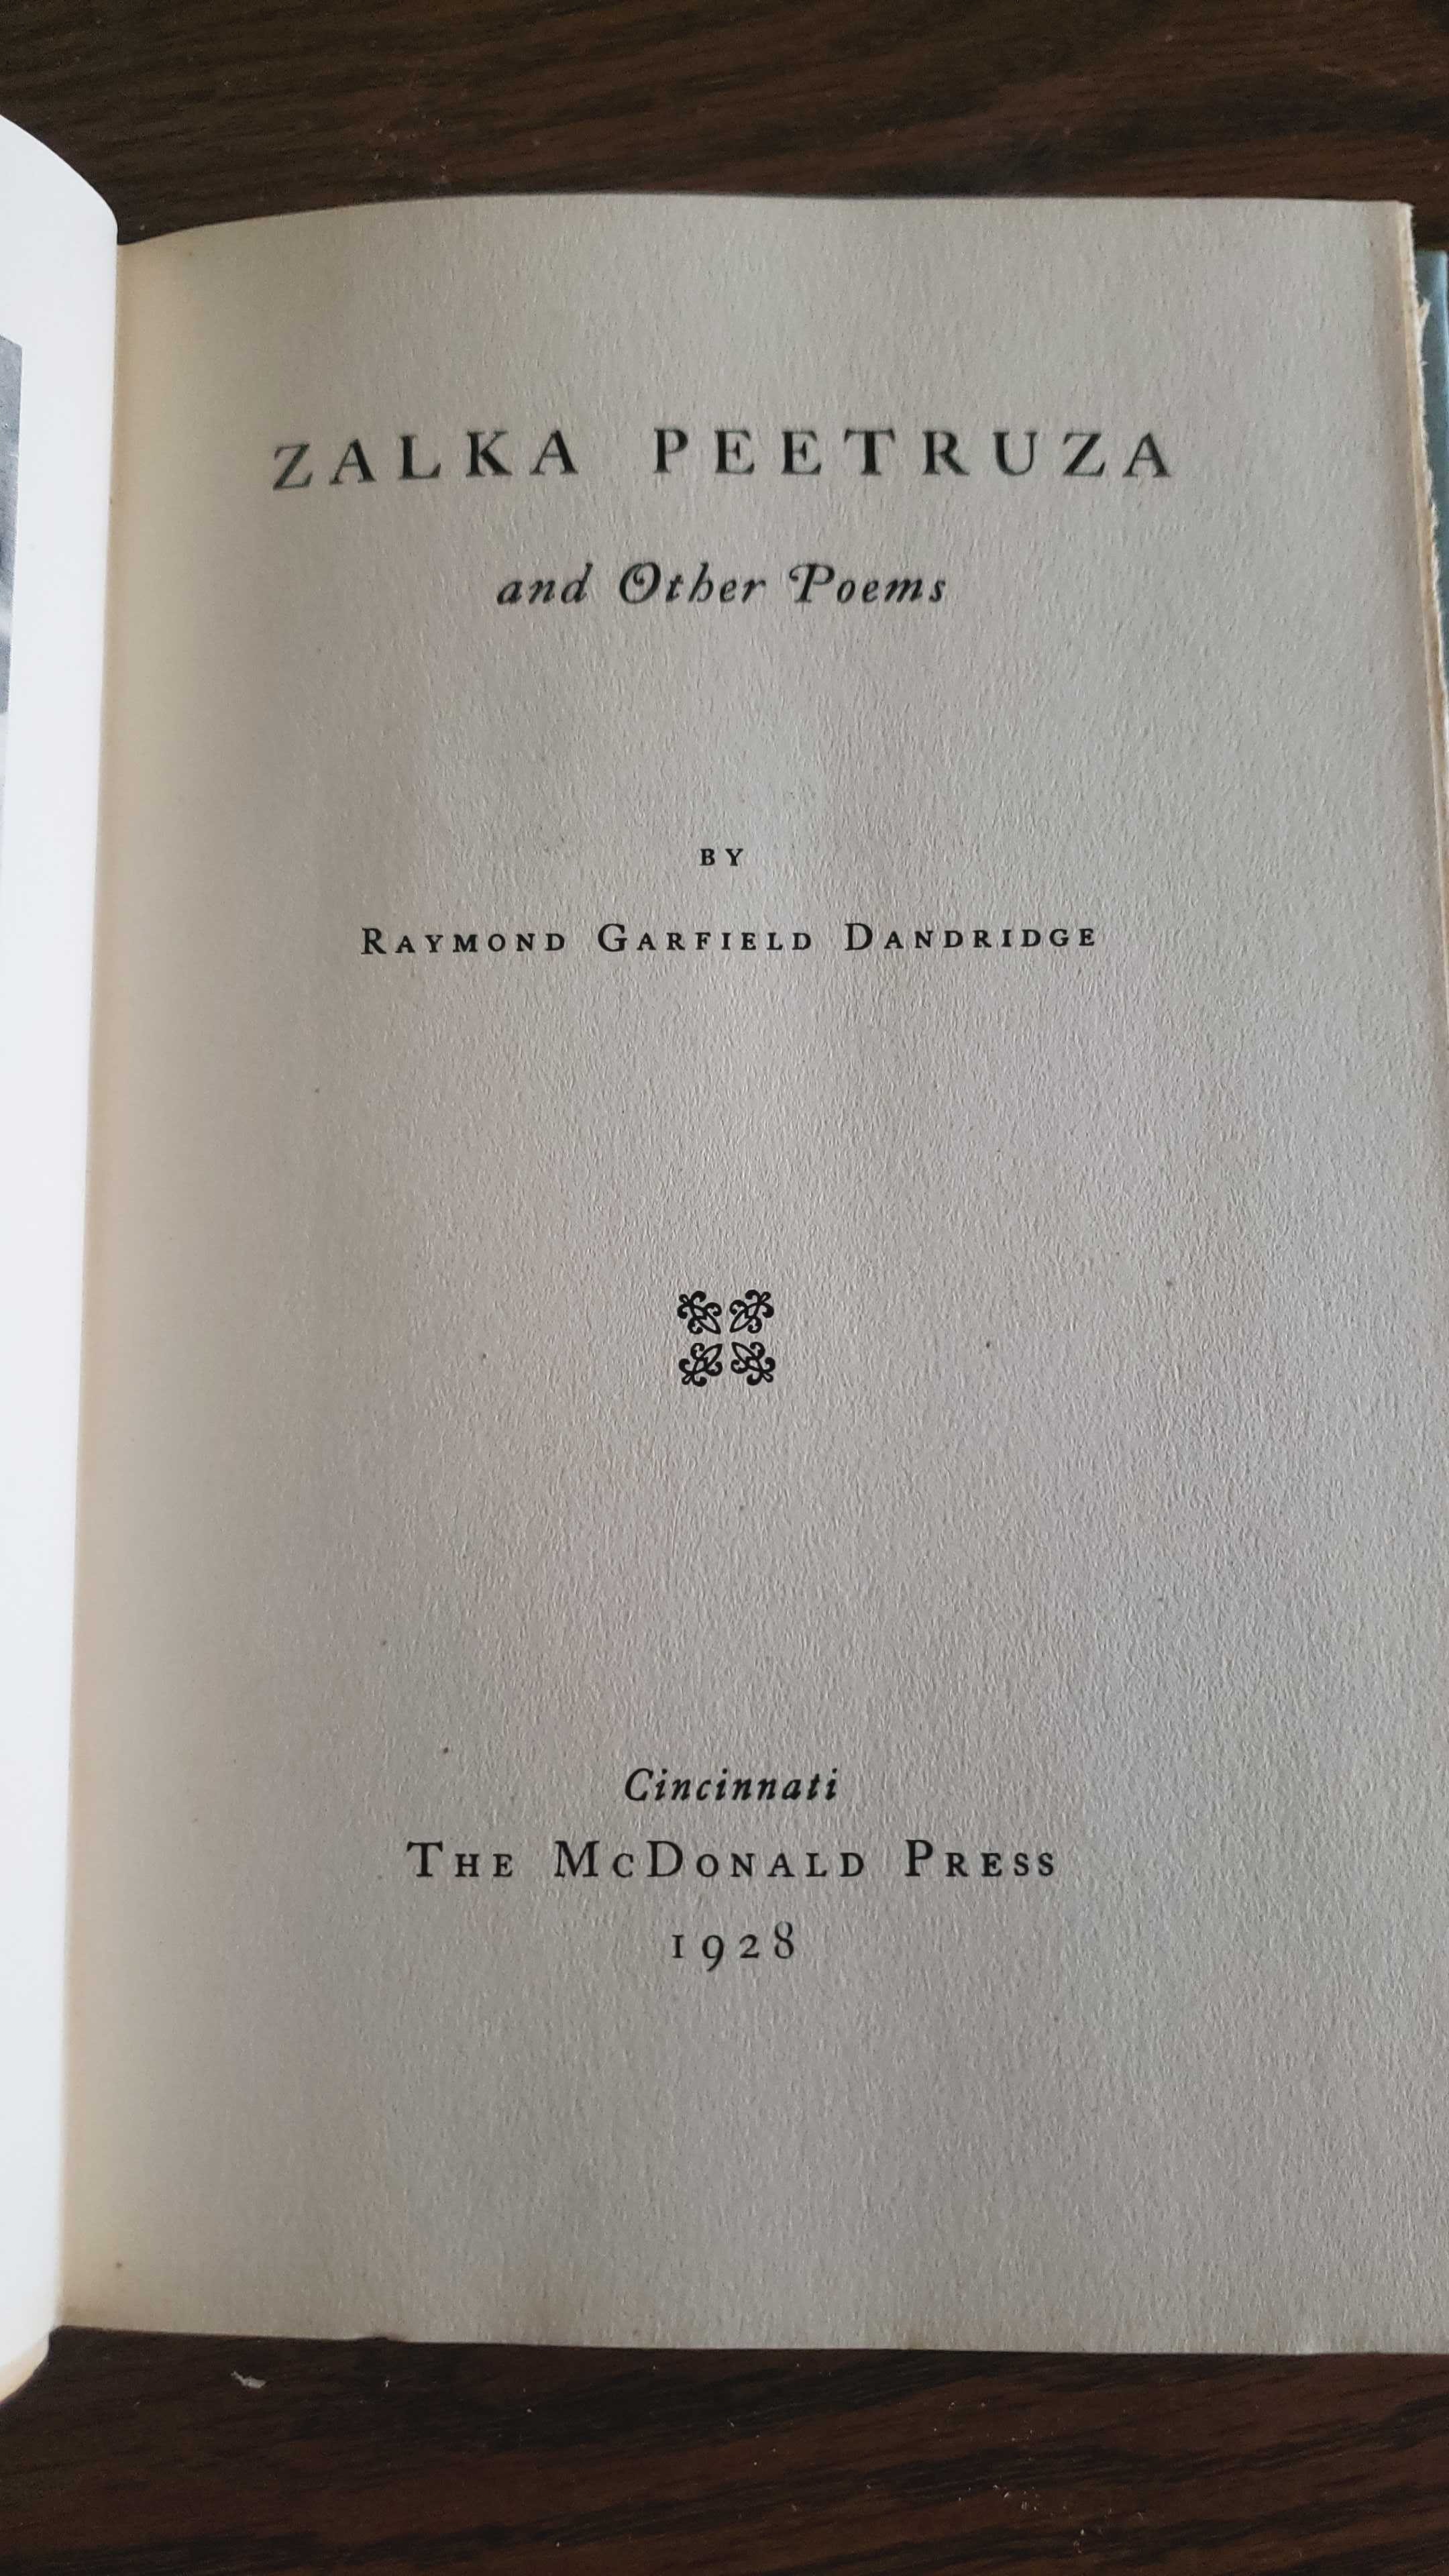 ZALKA PEETRUZA
and Other Poems
BY
RAYMOND GARFIELD DANDRIDGE
Cincinnati
THE MCDONALD PRESS
1928